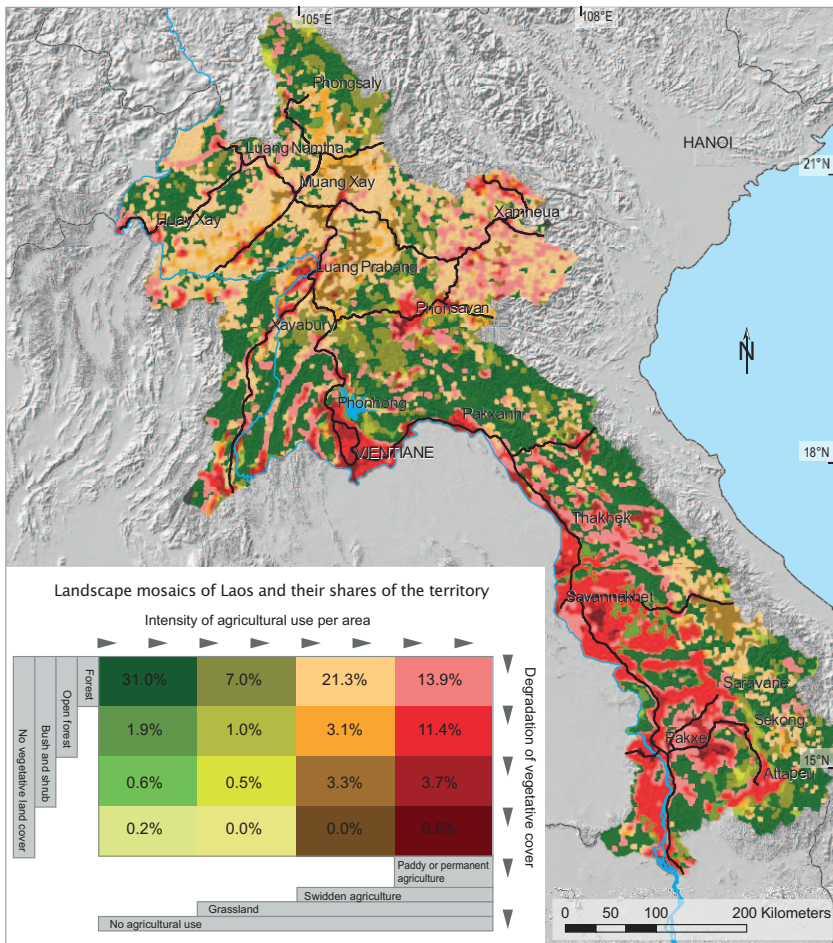 105°E
108°E
Phongsaly
HANOI
Luang Namtha
21°N
Muang Xay
Xamheua
Huay Xay
Luang Prabang
Phonsavan
Xayabury
N
Phonhong
Pakxanh
VIENTIANE
18°N
Thakhek
Savannakhet
Saravane
Sekong
Pakxe
15°N
Attapeu
Landscape mosaics of Laos and their shares of the territory
Intensity of agricultural use per area
No vegetative land cover
Bush and shrub
Open forest
Forest
31.0% 7.0% 21.3% 13.9%
1.9% 1.0% 3.1% 11.4%
0.6% 0.5% 3.3% 3.7%
0.2% 0.0% 0.0% 0.6%
Degradation of vegetative cover
Paddy or permanent
agriculture
Swidden agriculture
Grassland
No agricultural use
0 50 100 200 Kilometers